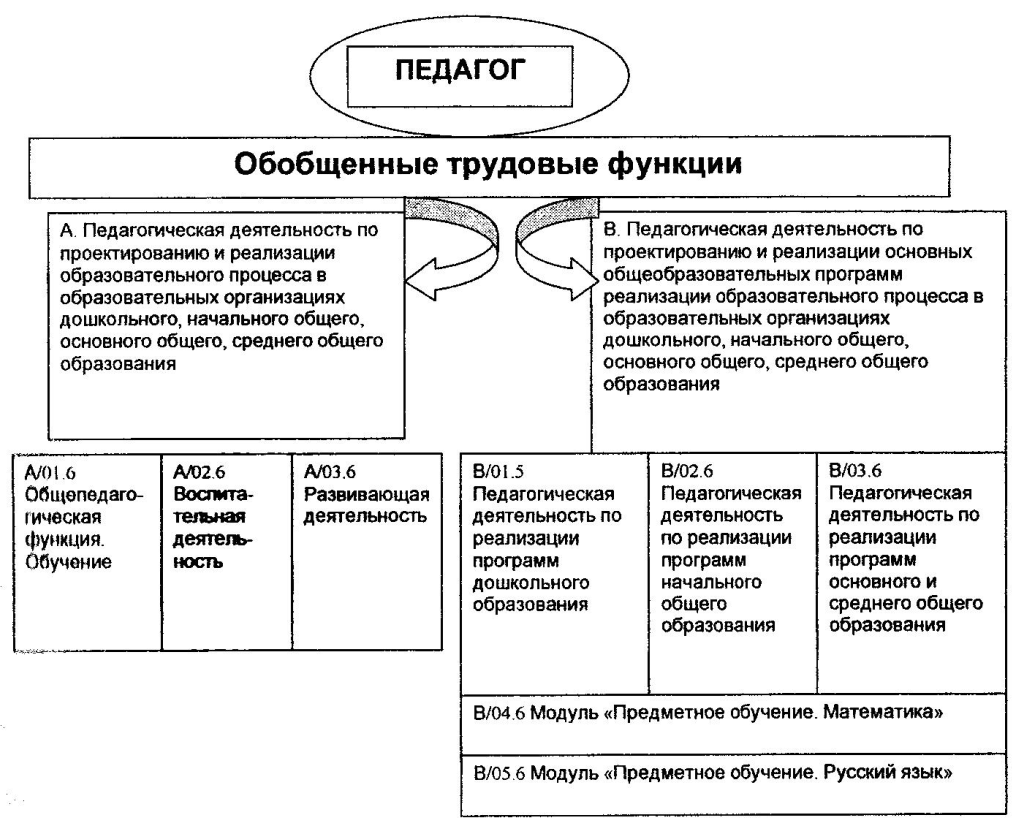 ПЕДАГОГ
Обобщенные трудовые функции
А. Педагогическая деятельность по
проектированию и реализации
образовательного процесса в
образовательных организациях
дошкольного, начального общего,
основного общего, среднего общего
образования
В. Педагогическая деятельность по
проектированию и реализации основных
общеобразовательных программ
реализации образовательного процесса в
образовательных организациях
дошкольного, начального общего,
основного общего, среднего общего
образования
А/01.6
Общепедаго-
гическая
функция.
Обучение
А/02.6
Воспита-
тельная
деятель-
ность
А/03.6
Развивающая
деятельность
В/01.5
Педагогическая
деятельность по
реализации
программ
дошкольного
образования
В/02.6
Педагогическая
деятельность
по реализации
программ
начального
общего
образования
В/03.6
Педагогическая
деятельность по
реализации
программ
основного и
среднего общего
образования
В/04.6 Модуль «Предметное обучение. Математика»
В/05.6 Модуль «Предметное обучение. Русский язык»